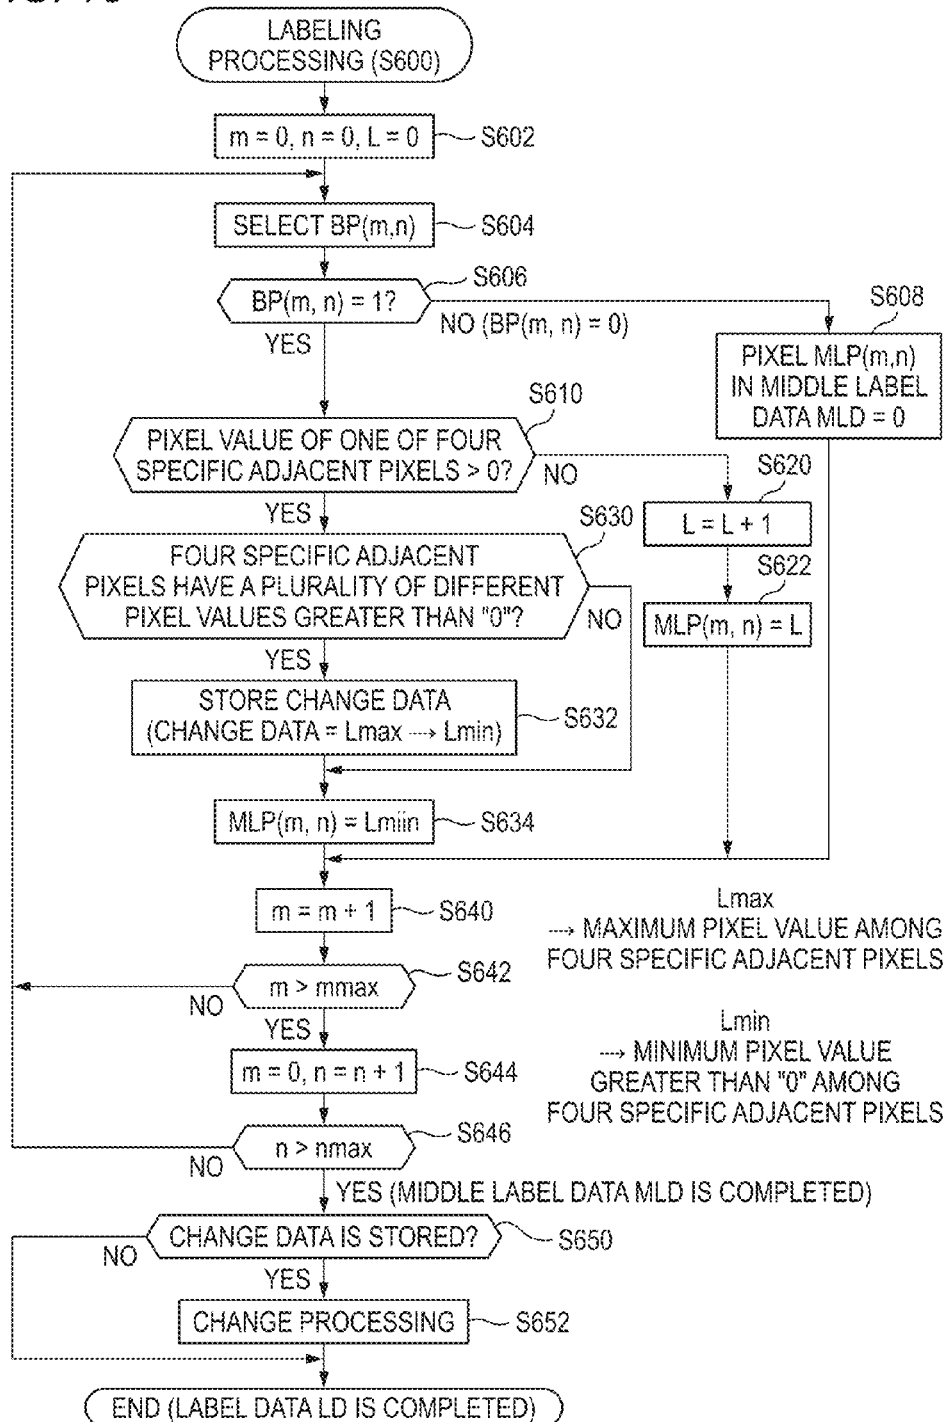 LABELING
PROCESSING (S600)
m = 0, n = 0, L = 0
S602
SELECT BP(m,n)
S604
S606
BP(m, n) = 1?
NO (BP(m, n) = 0)
YES
S608
PIXEL MLP(m,n)
IN MIDDLE LABEL
DATA MLD = 0
S610
PIXEL VALUE OF ONE OF FOUR
SPECIFIC ADJACENT PIXELS > 0?
NO
YES
S620
L = L + 1
S622
MLP(m, n) = L
S630
FOUR SPECIFIC ADJACENT
PIXELS HAVE A PLURALITY OF DIFFERENT
PIXEL VALUES GREATER THAN "0"?
NO
YES
STORE CHANGE DATA
(CHANGE DATA = Lmax → Lmin)
S632
MLP(m, n) = Lmiin
S634
m = m + 1
S640
Lmax
→ MAXIMUM PIXEL VALUE AMONG
FOUR SPECIFIC ADJACENT PIXELS
m > mmax
S642
NO
YES
Lmin
→ MINIMUM PIXEL VALUE
GREATER THAN "0" AMONG
FOUR SPECIFIC ADJACENT PIXELS
m = 0, n = n + 1
S644
n > nmax
S646
NO
YES (MIDDLE LABEL DATA MLD IS COMPLETED)
CHANGE DATA IS STORED?
S650
NO
YES
CHANGE PROCESSING
S652
END (LABEL DATA LD IS COMPLETED)